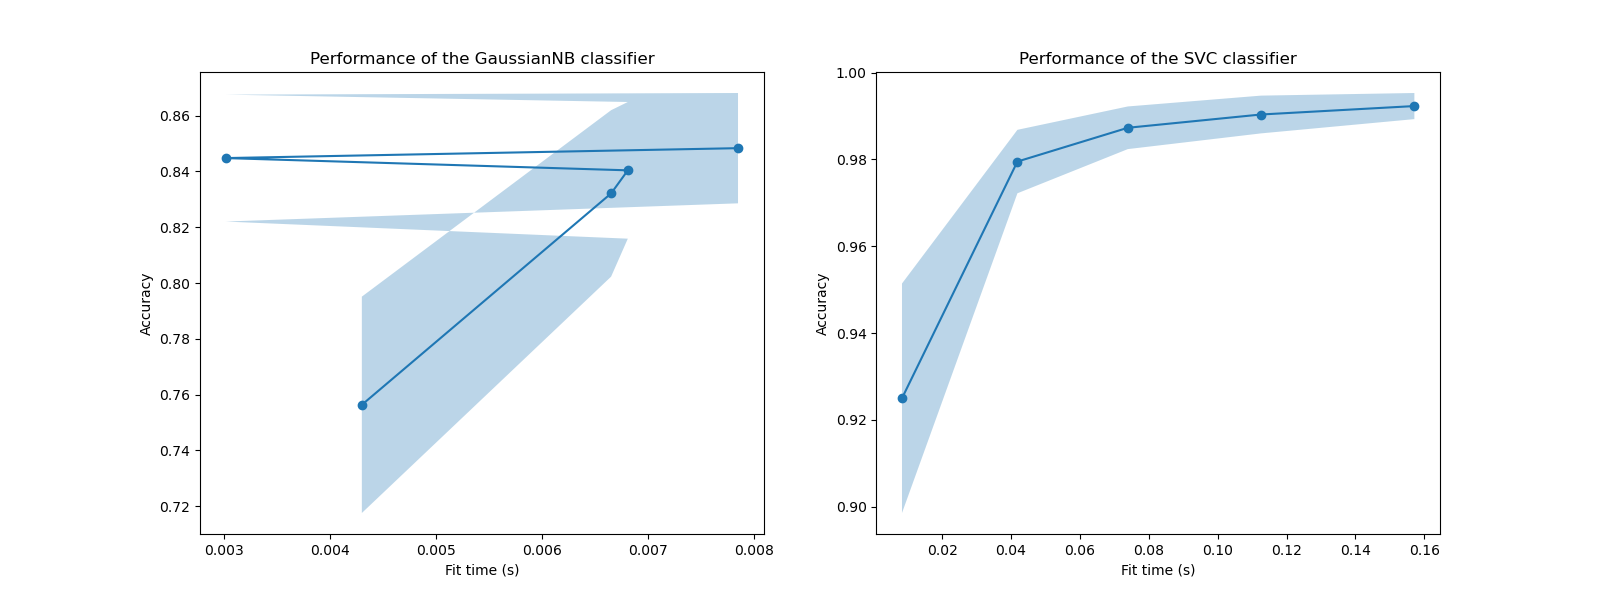 Performance of the GaussianNB classifier
0.86
0.84
0.82
0.80
0.78
0.76
0.74
0.72
Accuracy
0.003 0.004 0.005 0.006 0.007 0.008
Fit time (s)
Performance of the SVC classifier
1.00
0.98
0.96
0.94
0.92
0.90
Accuracy
0.02 0.04 0.06 0.08 0.10 0.12 0.14 0.16
Fit time (s)